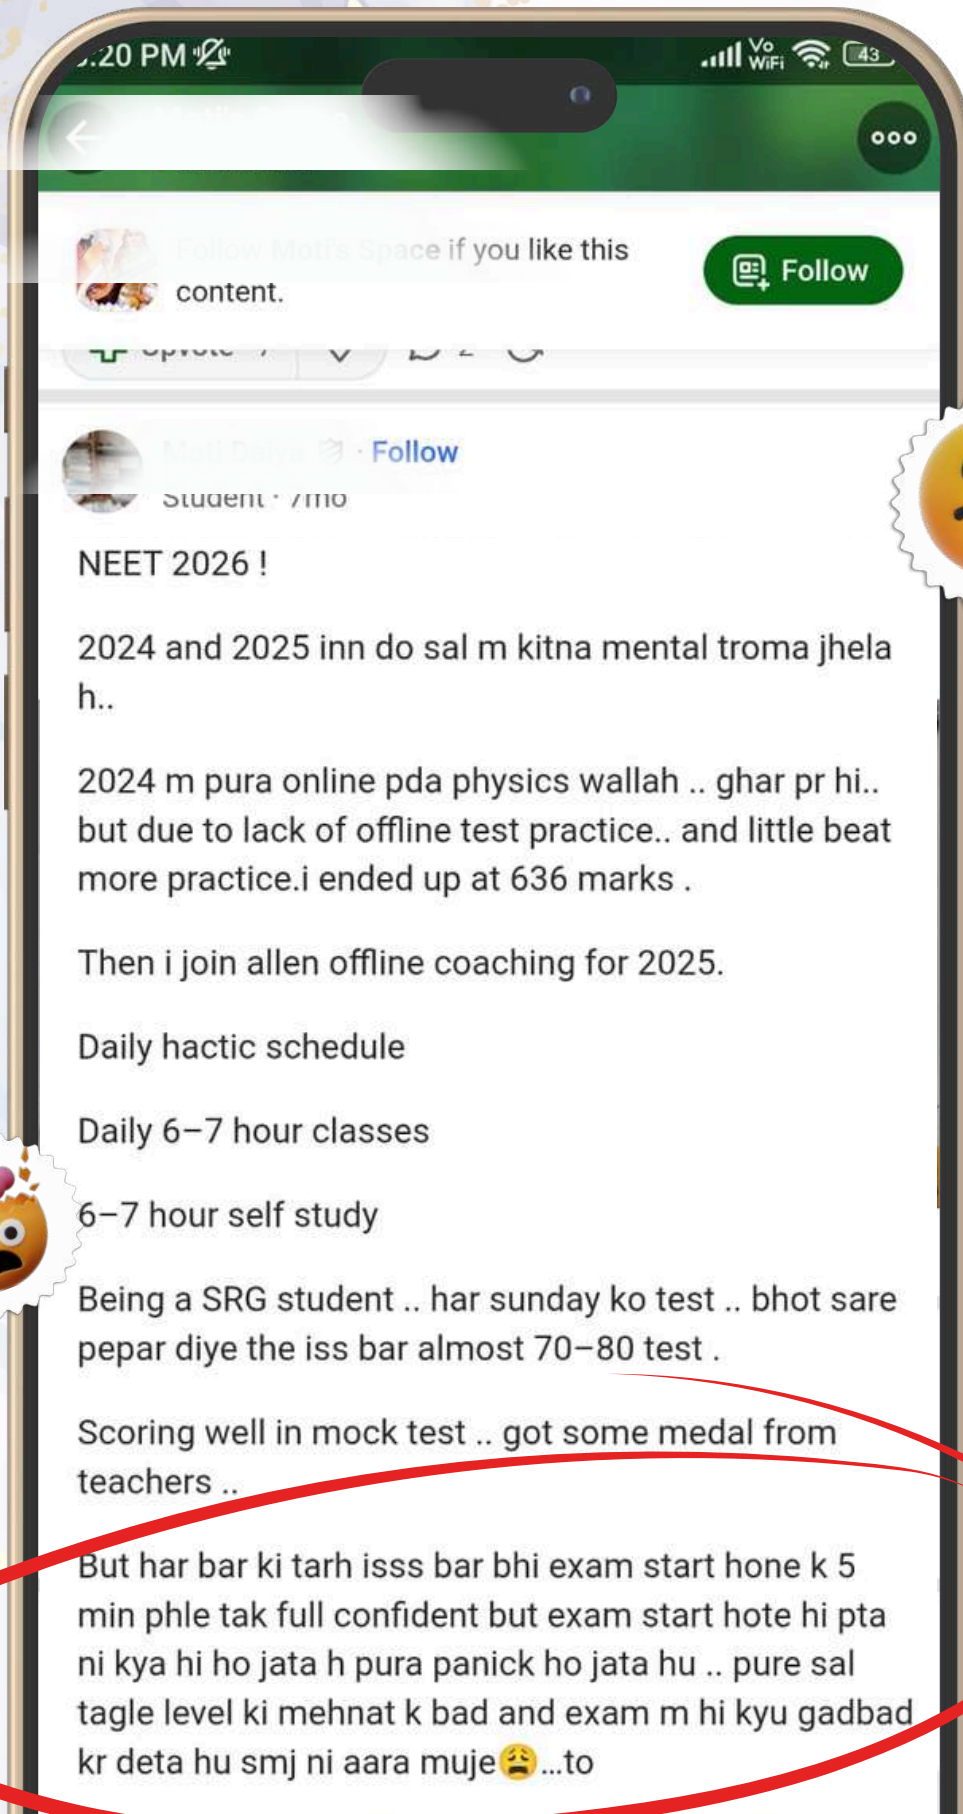 :20 PM
Vo
WiFi
43
Follow Moti's Space if you like this
content.
Follow
Upvote
2
Follow
Student · 7mo
NEET 2026 !
2024 and 2025 inn do sal m kitna mental troma jhela
h..
2024 m pura online pda physics wallah .. ghar pr hi..
but due to lack of offline test practice.. and little beat
more practice.i ended up at 636 marks .
Then i join allen offline coaching for 2025.
Daily hactic schedule
Daily 6–7 hour classes
6–7 hour self study
Being a SRG student .. har sunday ko test .. bhot sare
pepar diye the iss bar almost 70–80 test .
Scoring well in mock test .. got some medal from
teachers ..
But har bar ki tarh isss bar bhi exam start hone k 5
min phle tak full confident but exam start hote hi pta
ni kya hi ho jata h pura panick ho jata hu .. pure sal
tagle level ki mehnat k bad and exam m hi kyu gadbad
kr deta hu smj ni aara muje😩...to